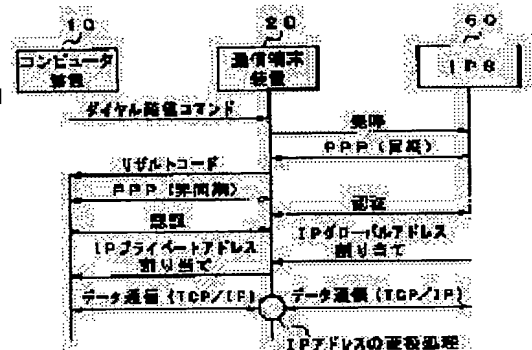 10
20
60
コンピュータ
装置
通信端末
装置
ダイヤル発信コマンド
PPP (同期)
リザルトコード
PPP (非同期)
認証
認証
IPグローバルアドレス
割り当て
IPプライベートアドレス
割り当て
データ通信 (TCP/IP)
データ通信 (TCP/IP)
IPアドレスの変換処理